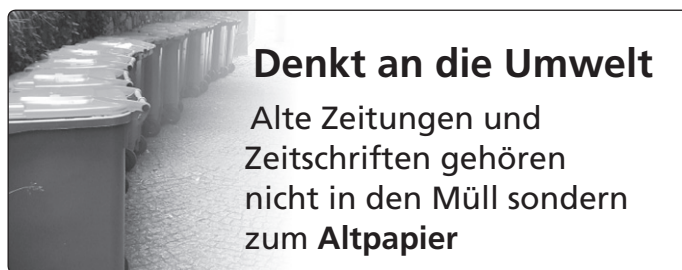 Denkt an die Umwelt
Alte Zeitungen und
Zeitschriften gehören
nicht in den Müll sondern
zum Altpapier